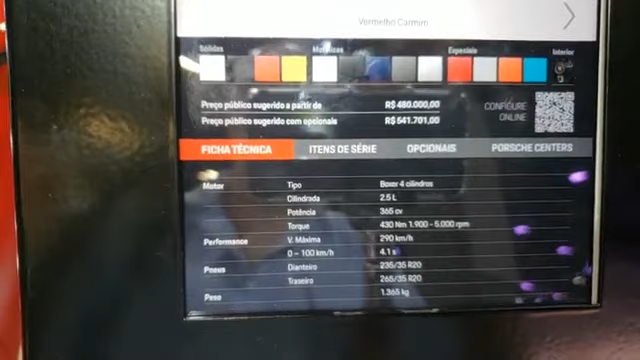 Vermelho Carmim
Sólidas Metálicas Especiais Interior
Preço público sugerido a partir de R$ 480.000,00
Preço público sugerido com opcionais R$ 541.701,00
CONFIGURE ONLINE
FICHA TÉCNICA ITENS DE SÉRIE OPCIONAIS PORSCHE CENTERS
Motor Tipo Boxer 4 cilindros
Cilindrada 2.5 L
Potência 365 cv
Torque 430 Nm 1.900 - 5.000 rpm
Performance V. Máxima 290 km/h
0 – 100 km/h 4.1 s
Pneus Dianteiro 235/35 R20
Traseiro 265/35 R20
Peso 1.365 kg